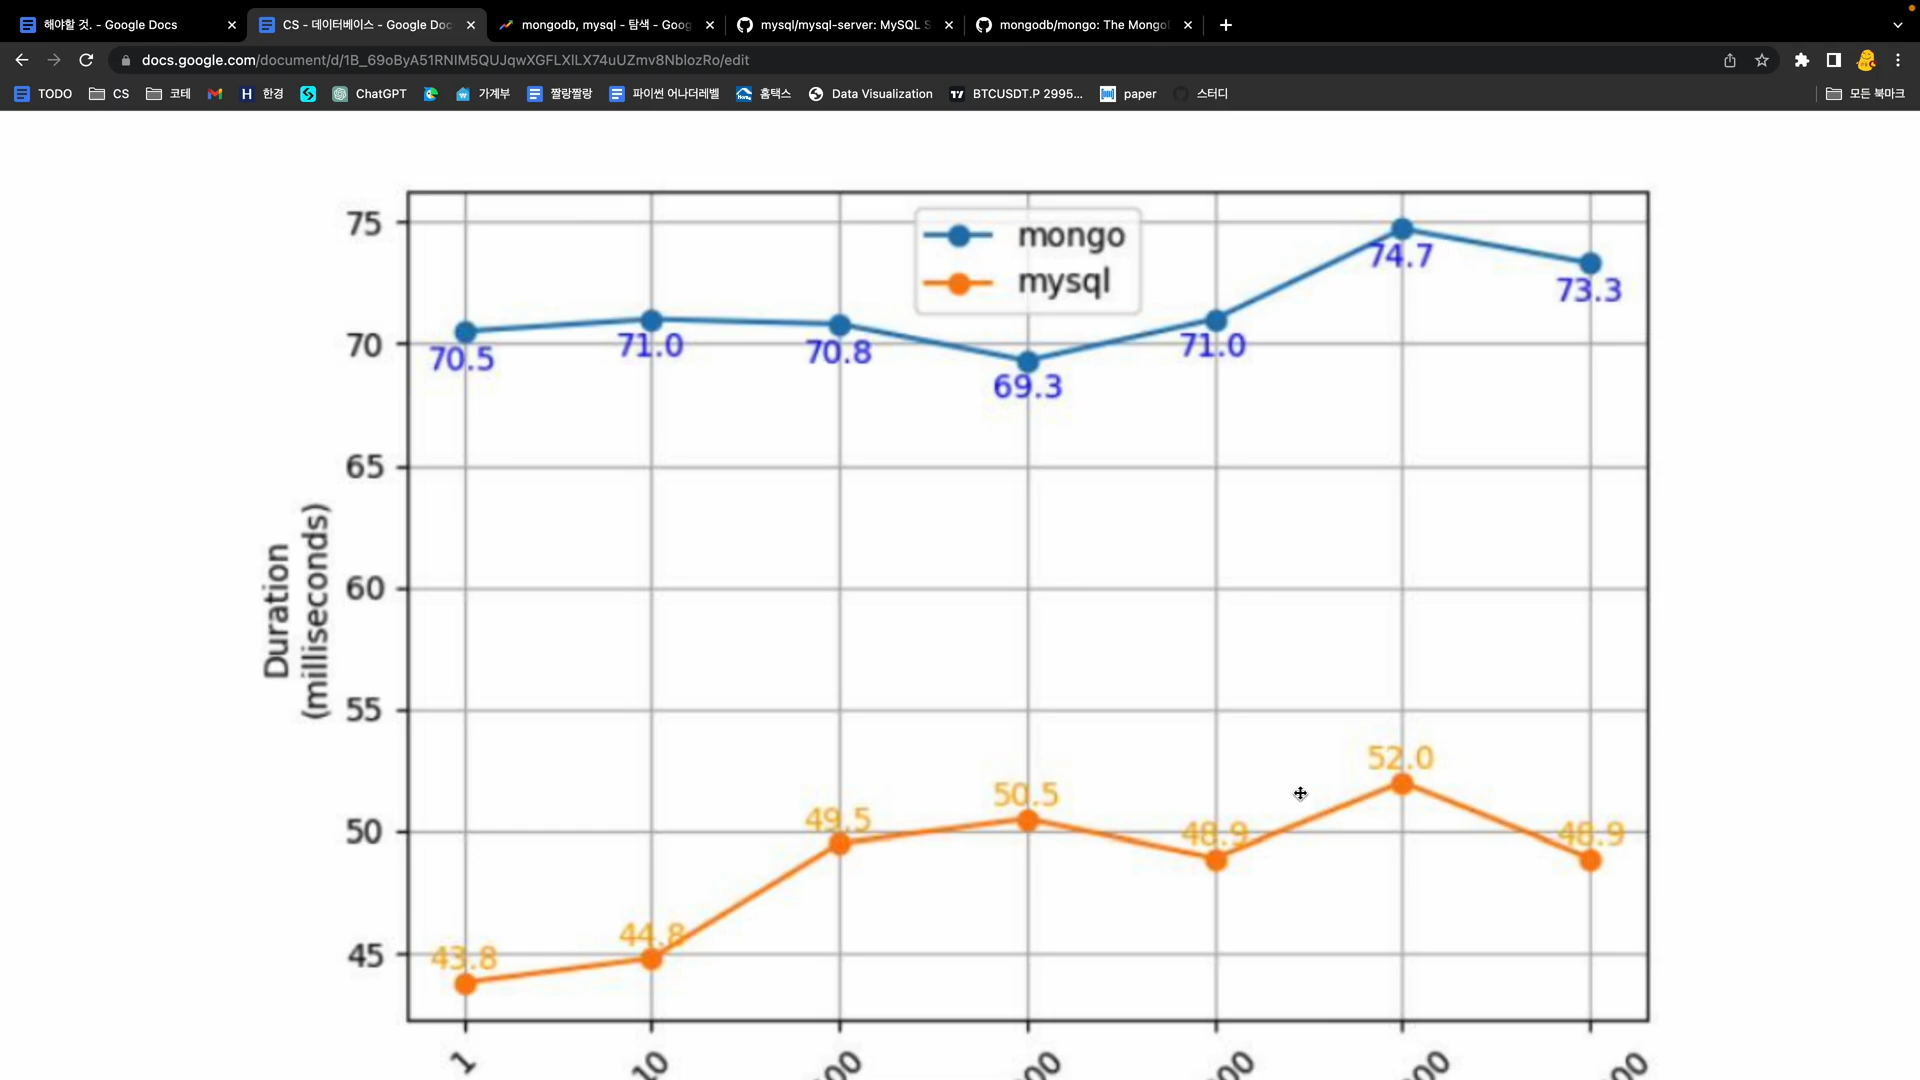 해야할 것. - Google Docs
CS - 데이터베이스 - Google Doc
mongodb, mysql - 탐색 - Goog
mysql/mysql-server: MySQL S
mongodb/mongo: The Mongo
docs.google.com/document/d/1B_69oByA51RNIM5QUJqwXGFLXILX74uUZmv8NblozRo/edit
TODO
CS
코테
한경
ChatGPT
가계부
짤랑짤랑
파이썬 어나더레벨
홈택스
Data Visualization
BTCUSDT.P 2995...
paper
스터디
모든 북마크
mongo
mysql
75
70
65
60
55
50
45
Duration
(milliseconds)
70.5
71.0
70.8
69.3
71.0
74.7
73.3
43.8
44.8
49.5
50.5
48.9
52.0
48.9
1
10